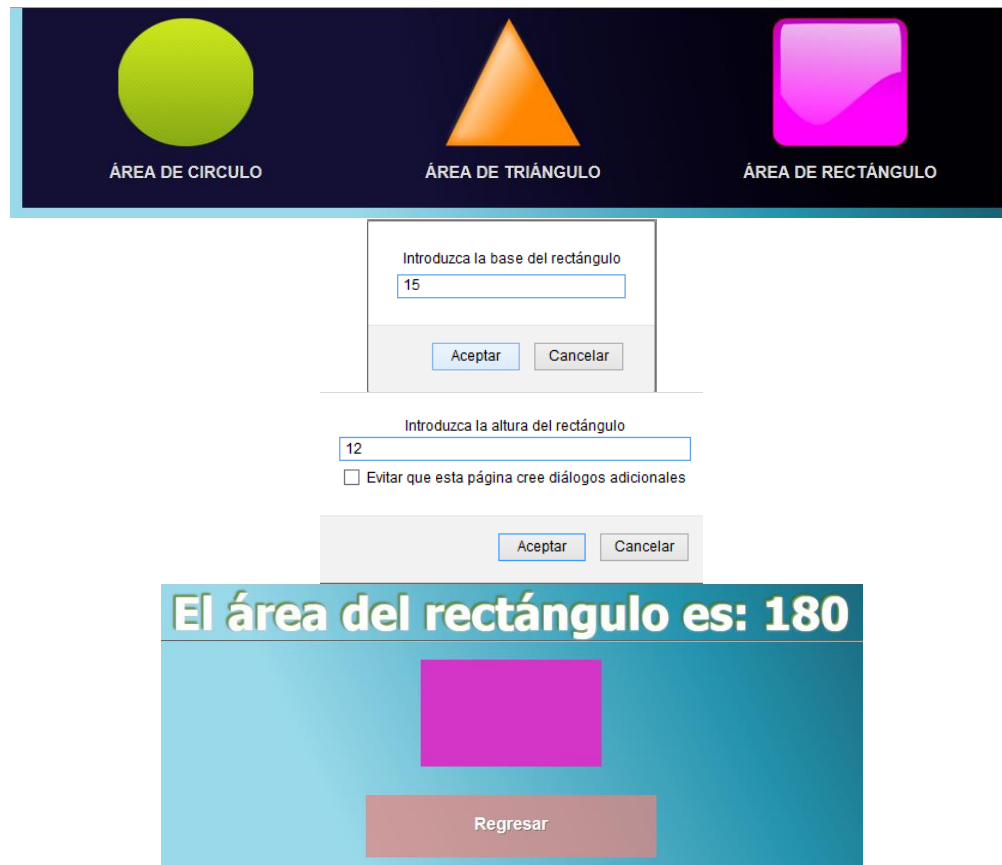 ÁREA DE CIRCULO ÁREA DE TRIÁNGULO ÁREA DE RECTÁNGULO
Introduzca la base del rectángulo
15
Aceptar Cancelar
Introduzca la altura del rectángulo
12
Evitar que esta página cree diálogos adicionales
Aceptar Cancelar
El área del rectángulo es: 180
Regresar